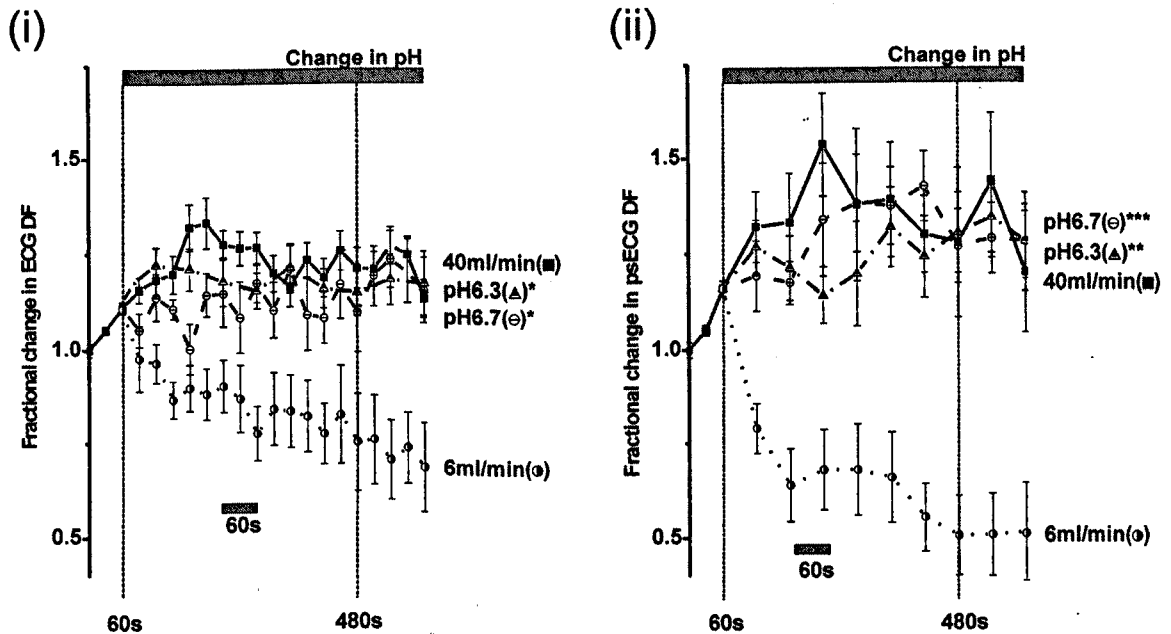 (i)
Change in pH
Fractional change in ECG DF
1.5
1.0
0.5
40ml/min(■)
pH6.3(△)*
pH6.7(⊖)*
6ml/min(◑)
60s
60s
480s
(ii)
Change in pH
Fractional change in psECG DF
1.5
1.0
0.5
pH6.7(⊖)***
pH6.3(△)**
40ml/min(■)
6ml/min(◑)
60s
60s
480s